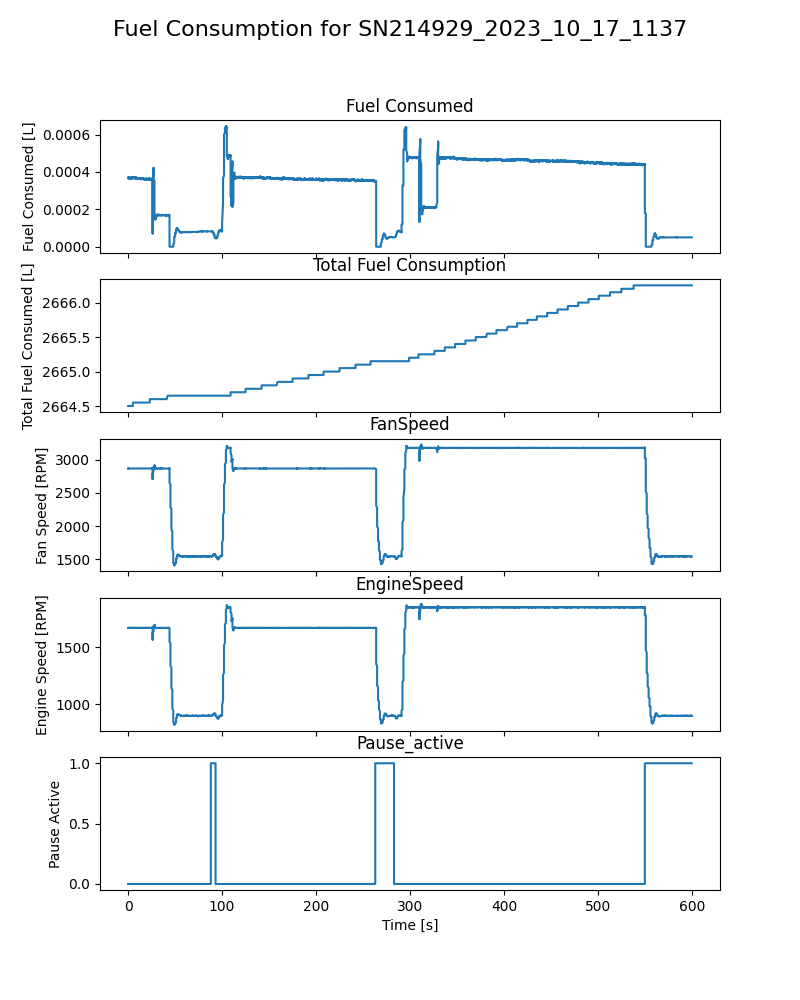 Fuel Consumption for SN214929_2023_10_17_1137
Fuel Consumed
Fuel Consumed [L]
0.0006
0.0004
0.0002
0.0000
Total Fuel Consumption
Total Fuel Consumed [L]
2666.0
2665.5
2665.0
2664.5
FanSpeed
Fan Speed [RPM]
3000
2500
2000
1500
EngineSpeed
Engine Speed [RPM]
1500
1000
Pause_active
Pause Active
1.0
0.5
0.0
0 100 200 300 400 500 600
Time [s]